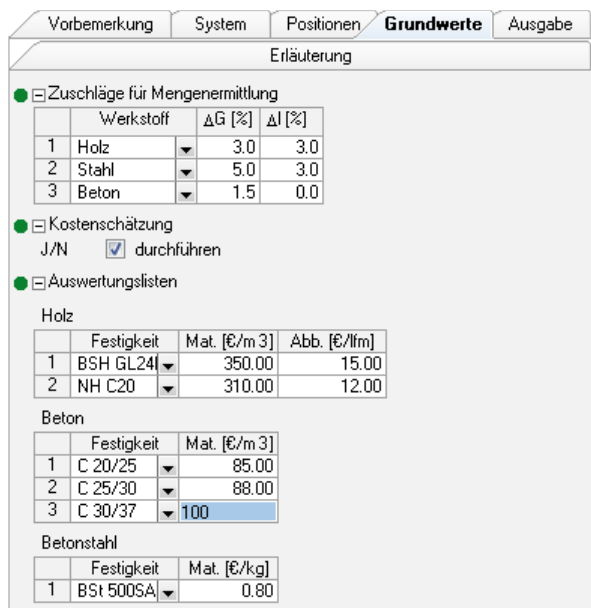 Vorbemerkung System Positionen Grundwerte Ausgabe
Erläuterung
Zuschläge für Mengenermittlung
Werkstoff ΔG [%] ΔI [%]
1 Holz 3.0 3.0
2 Stahl 5.0 3.0
3 Beton 1.5 0.0
Kostenschätzung
J/N durchführen
Auswertungslisten
Holz
Festigkeit Mat. [€/m3] Abb. [€/lfm]
1 BSH GL24 350.00 15.00
2 NH C20 310.00 12.00
Beton
Festigkeit Mat. [€/m3]
1 C 20/25 85.00
2 C 25/30 88.00
3 C 30/37 100
Betonstahl
Festigkeit Mat. [€/kg]
1 BSt 500SA 0.80